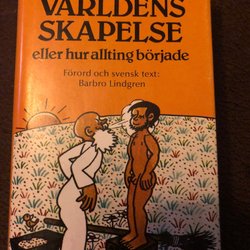 VÄRLDENS
SKAPELSE
eller hur allting började
Förord och svensk text:
Barbro Lindgren